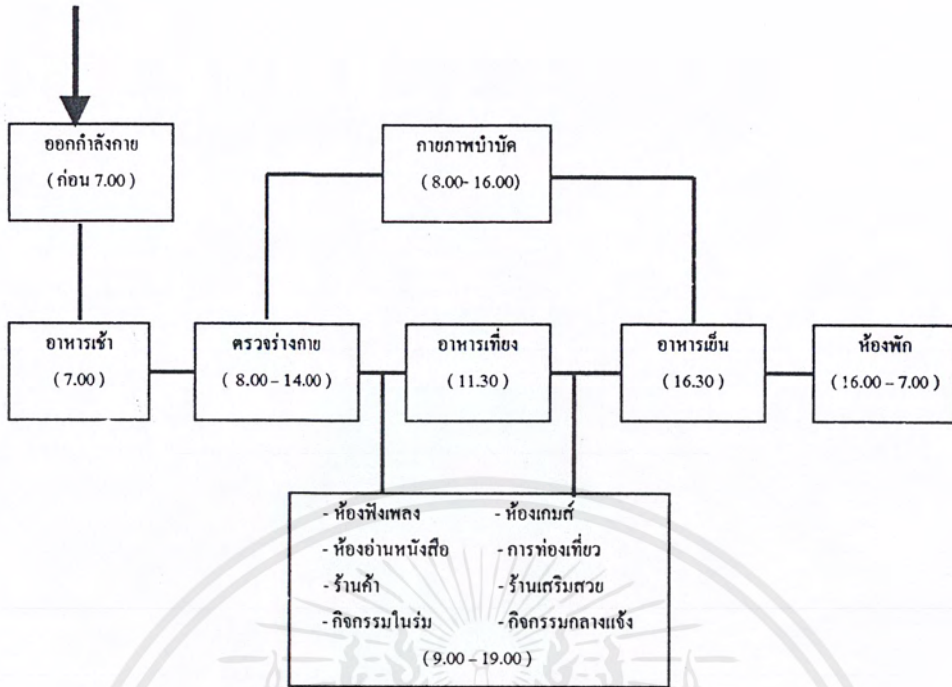 ออกกำลังกาย
( ก่อน 7.00 )
กายภาพบำบัด
( 8.00- 16.00)
อาหารเช้า
( 7.00 )
ตรวจร่างกาย
( 8.00 – 14.00 )
อาหารเที่ยง
( 11.30 )
อาหารเย็น
( 16.30 )
ห้องพัก
( 16.00 – 7.00 )
- ห้องฟังเพลง - ห้องเกมส์
- ห้องอ่านหนังสือ - การท่องเที่ยว
- ร้านค้า - ร้านเสริมสวย
- กิจกรรมในร่ม - กิจกรรมกลางแจ้ง
( 9.00 – 19.00 )